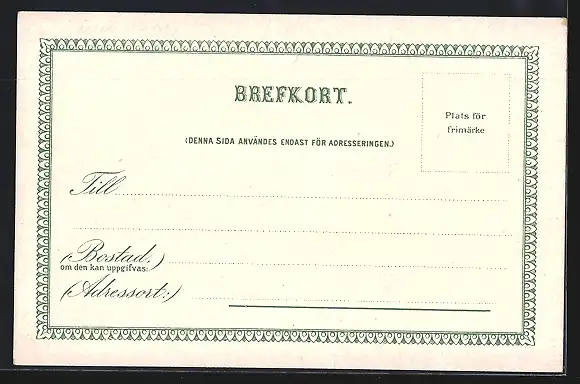 BREFKORT.
Plats för
frimärke
(DENNA SIDA ANVÄNDES ENDAST FÖR ADRESSERINGEN.)
Till
(Bostad:)
om den kan uppgifvas:
(Adressort:)